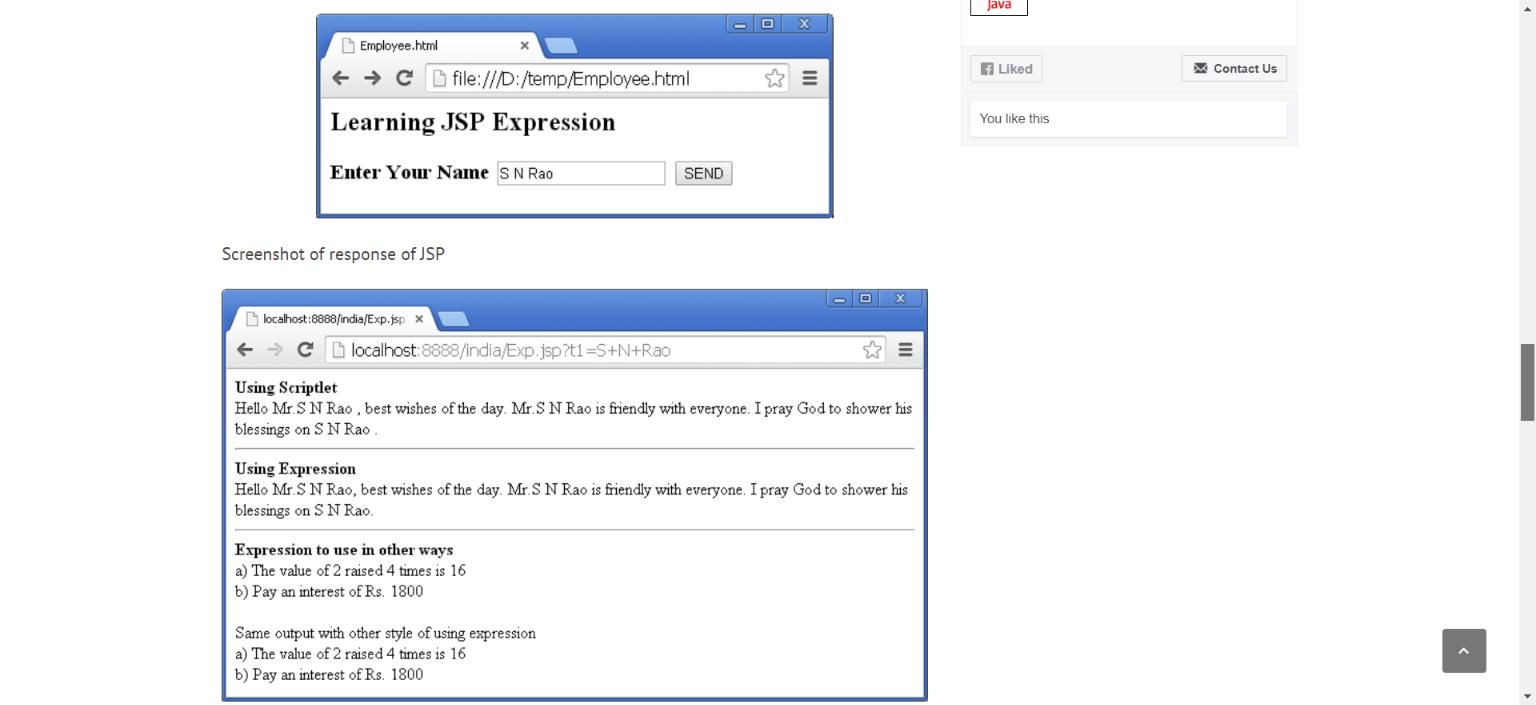 Employee.html
file:///D:/temp/Employee.html
Learning JSP Expression
Enter Your Name S N Rao SEND
Screenshot of response of JSP
localhost:8888/india/Exp.jsp
localhost:8888/india/Exp.jsp?t1=S+N+Rao
Using Scriptlet
Hello Mr.S N Rao , best wishes of the day. Mr.S N Rao is friendly with everyone. I pray God to shower his
blessings on S N Rao .
Using Expression
Hello Mr.S N Rao, best wishes of the day. Mr.S N Rao is friendly with everyone. I pray God to shower his
blessings on S N Rao.
Expression to use in other ways
a) The value of 2 raised 4 times is 16
b) Pay an interest of Rs. 1800
Same output with other style of using expression
a) The value of 2 raised 4 times is 16
b) Pay an interest of Rs. 1800
Java
Liked
Contact Us
You like this